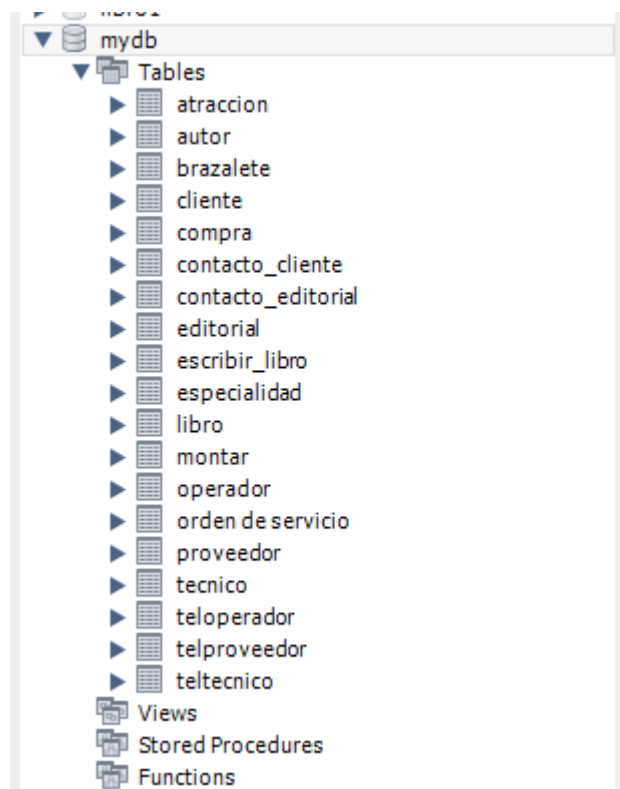 mydb
Tables
atraccion
autor
brazalete
cliente
compra
contacto_cliente
contacto_editorial
editorial
escribir_libro
especialidad
libro
montar
operador
orden de servicio
proveedor
tecnico
teloperador
telproveedor
teltecnico
Views
Stored Procedures
Functions